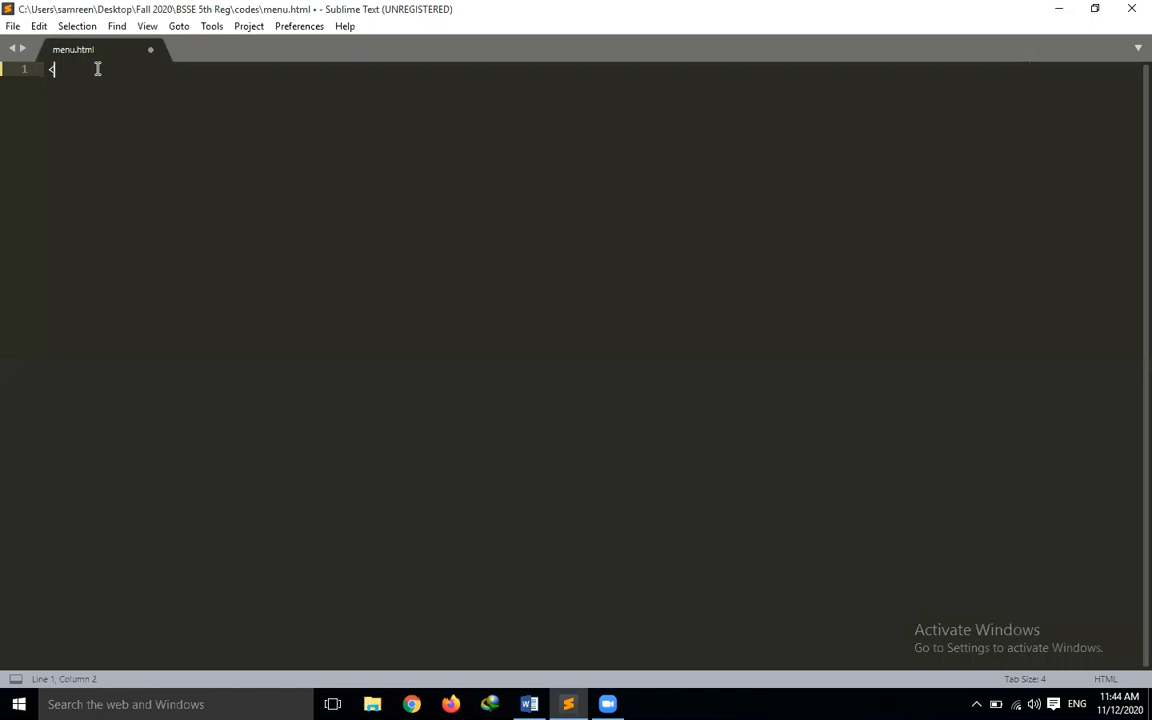 C:\Users\samreen\Desktop\Fall 2020\BSSE 5th Reg\codes\menu.html • - Sublime Text (UNREGISTERED)
File Edit Selection Find View Goto Tools Project Preferences Help
menu.html
1 <
Activate Windows
Go to Settings to activate Windows.
Line 1, Column 2 Tab Size: 4 HTML
Search the web and Windows
ENG
11:44 AM
11/12/2020